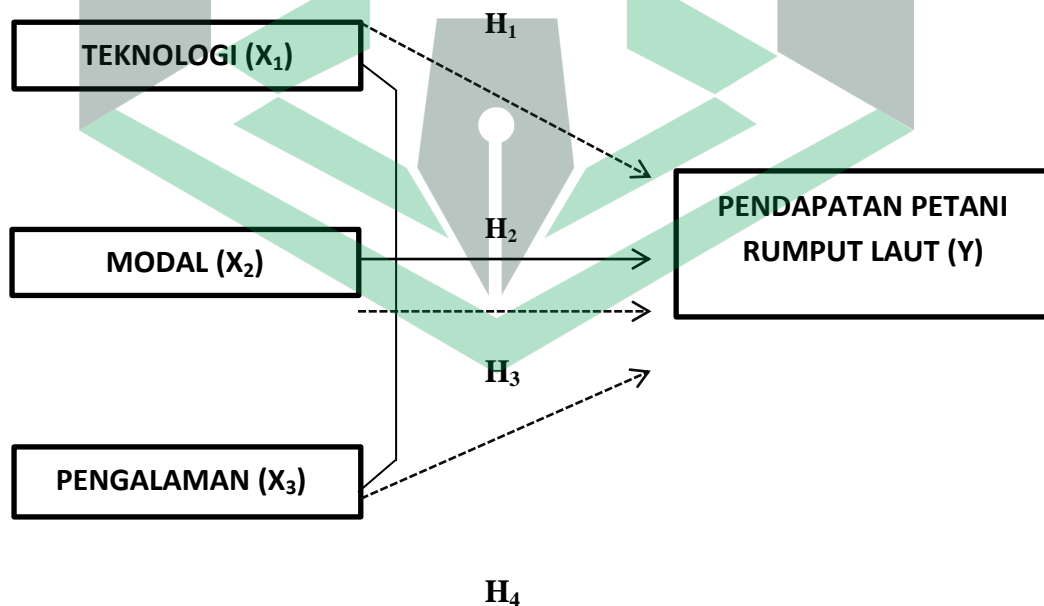 H₁
TEKNOLOGI (X₁)
PENDAPATAN PETANI
RUMPUT LAUT (Y)
H₂
MODAL (X₂)
H₃
PENGALAMAN (X₃)
H₄